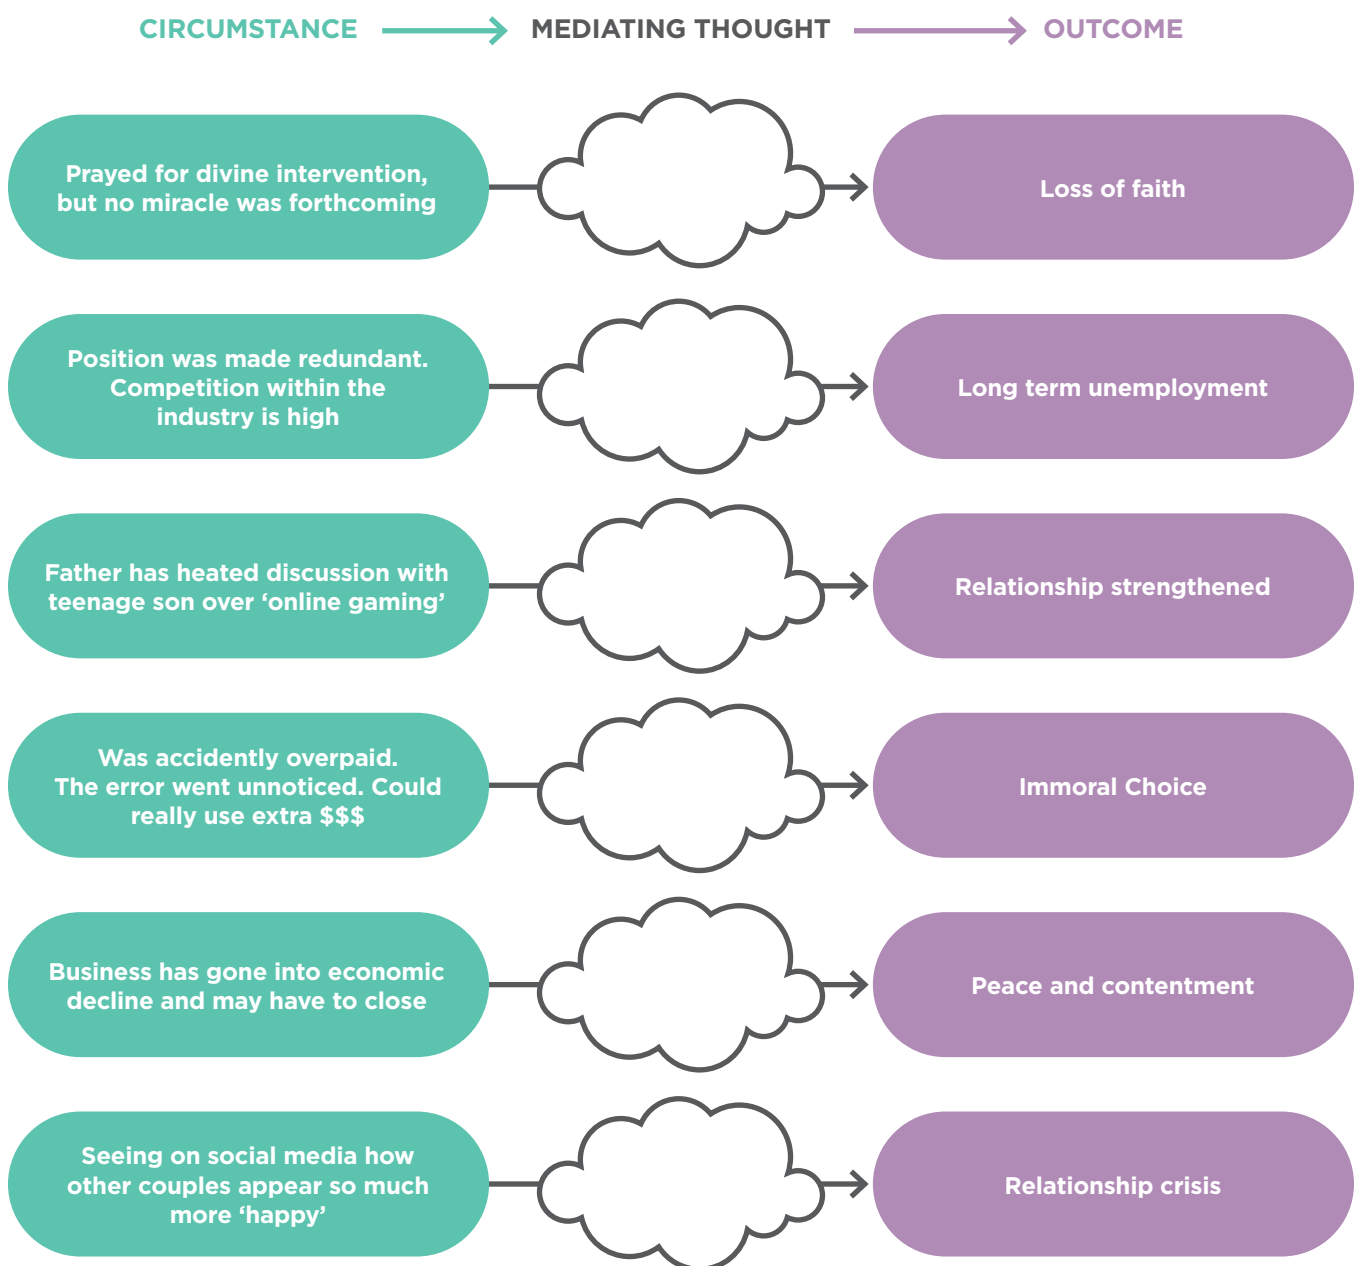 CIRCUMSTANCE MEDIATING THOUGHT OUTCOME
Prayed for divine intervention,
but no miracle was forthcoming
Loss of faith
Position was made redundant.
Competition within the
industry is high
Long term unemployment
Father has heated discussion with
teenage son over ‘online gaming’
Relationship strengthened
Was accidently overpaid.
The error went unnoticed. Could
really use extra $$$
Immoral Choice
Business has gone into economic
decline and may have to close
Peace and contentment
Seeing on social media how
other couples appear so much
more ‘happy’
Relationship crisis